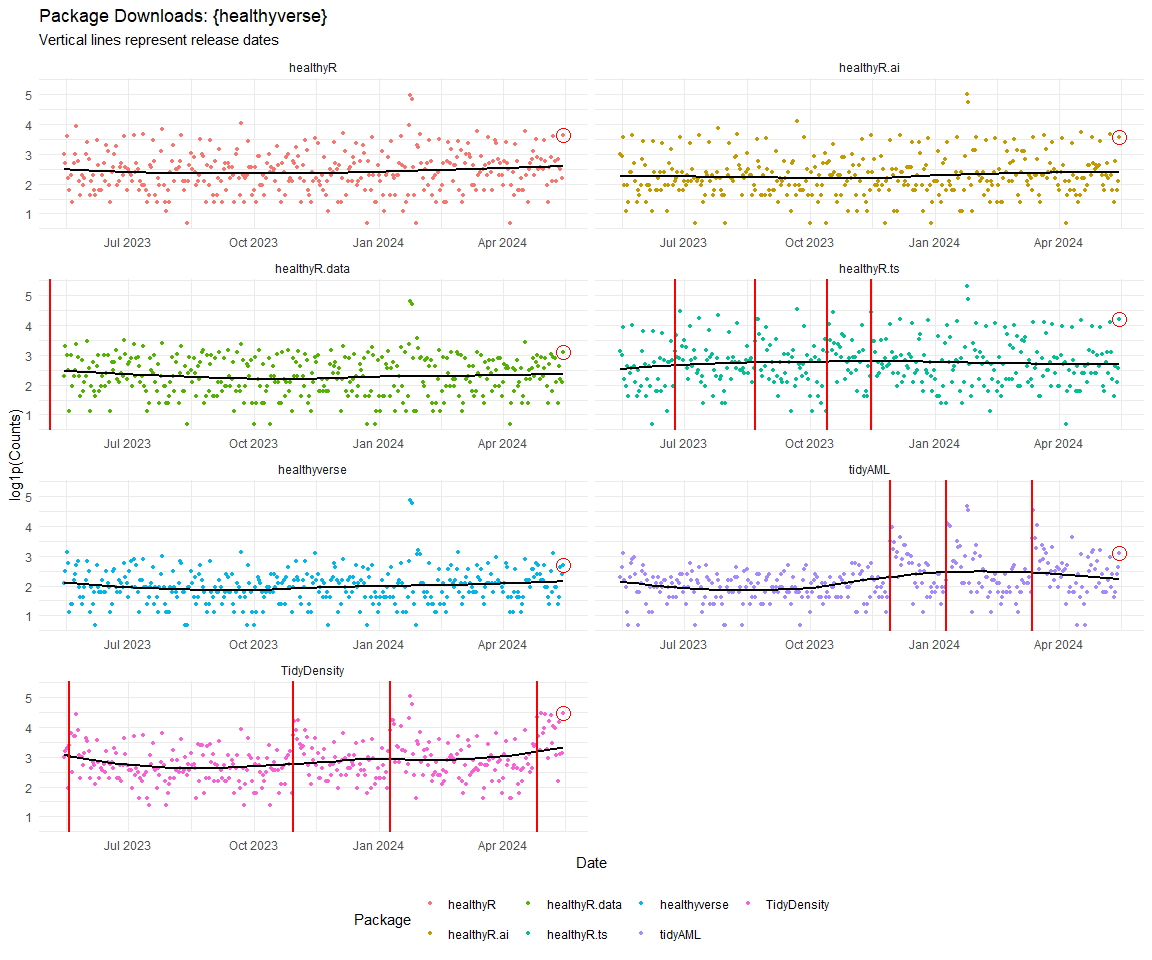 Package Downloads: {healthyverse}
Vertical lines represent release dates
healthyR
healthyR.ai
5
4
3
2
1
Jul 2023
Oct 2023
Jan 2024
Apr 2024
Jul 2023
Oct 2023
Jan 2024
Apr 2024
healthyR.data
healthyR.ts
5
4
3
2
1
Jul 2023
Oct 2023
Jan 2024
Apr 2024
Jul 2023
Oct 2023
Jan 2024
Apr 2024
log1p(Counts)
healthyverse
tidyAML
5
4
3
2
1
Jul 2023
Oct 2023
Jan 2024
Apr 2024
Jul 2023
Oct 2023
Jan 2024
Apr 2024
TidyDensity
5
4
3
2
1
Jul 2023
Oct 2023
Jan 2024
Apr 2024
Date
Package
healthyR
healthyR.data
healthyverse
TidyDensity
healthyR.ai
healthyR.ts
tidyAML